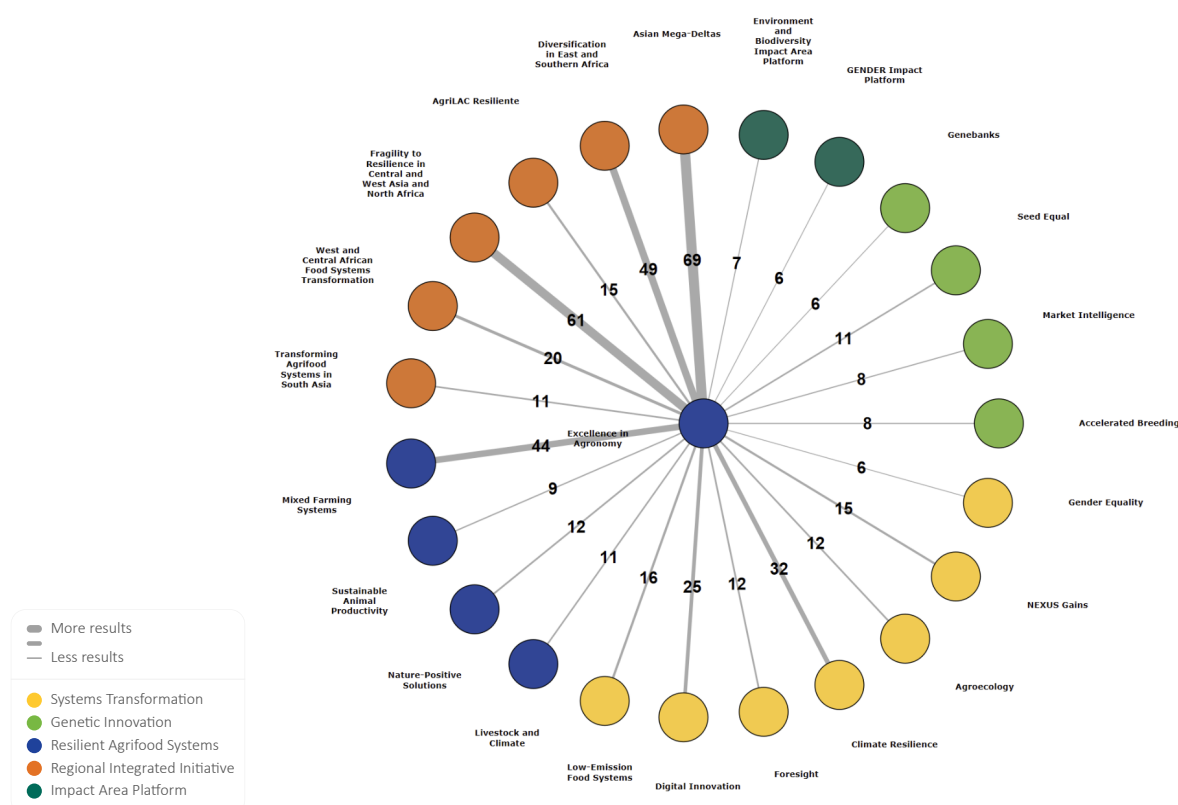 Environment
and
Biodiversity
Impact Area
Platform
Asian Mega-Deltas
Diversification
in East and
Southern Africa
GENDER Impact
Platform
AgriLAC Resiliente
Genebanks
Fragility to
Resilience in
Central and
West Asia and
North Africa
Seed Equal
West and
Central African
Food Systems
Transformation
69
7
49
6
15
6
61
Market Intelligence
11
20
Transforming
Agrifood
Systems in
South Asia
8
11
Accelerated Breeding
8
Excellence in
Agronomy
44
6
9
Mixed Farming
Systems
Gender Equality
15
12
12
11
32
16
25
12
Sustainable
Animal
Productivity
NEXUS Gains
Nature-Positive
Solutions
Agroecology
Livestock and
Climate
Climate Resilience
Low-Emission
Food Systems
Foresight
Digital Innovation
More results
Less results
Systems Transformation
Genetic Innovation
Resilient Agrifood Systems
Regional Integrated Initiative
Impact Area Platform